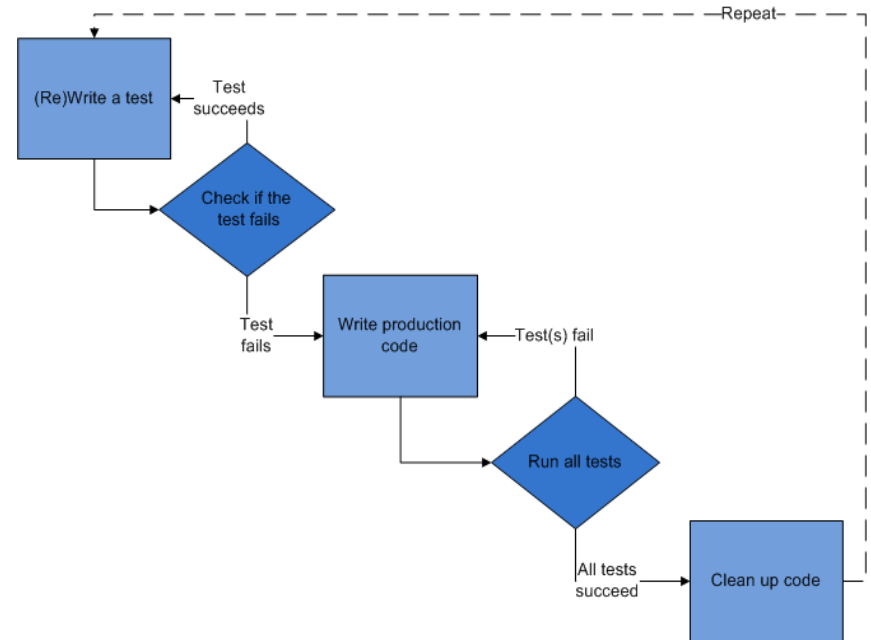 Repeat
(Re)Write a test
Test
succeeds
Check if the
test fails
Test
fails
Write production
code
Test(s) fail
Run all tests
All tests
succeed
Clean up code